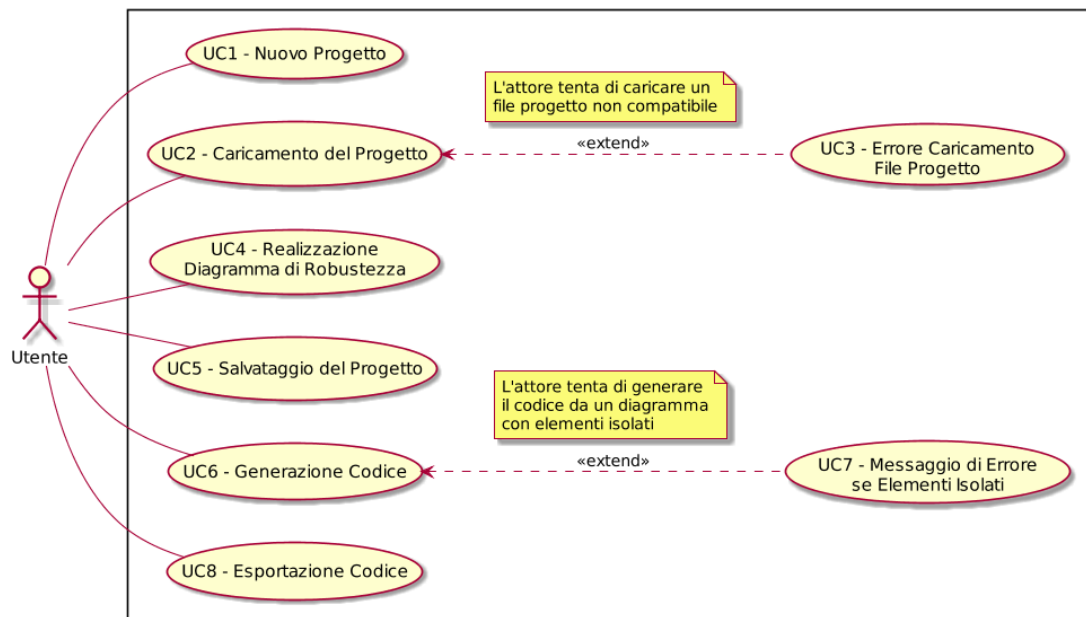 UC1 - Nuovo Progetto
L'attore tenta di caricare un
file progetto non compatibile
«extend»
UC2 - Caricamento del Progetto
UC3 - Errore Caricamento
File Progetto
UC4 - Realizzazione
Diagramma di Robustezza
Utente
UC5 - Salvataggio del Progetto
L'attore tenta di generare
il codice da un diagramma
con elementi isolati
«extend»
UC6 - Generazione Codice
UC7 - Messaggio di Errore
se Elementi Isolati
UC8 - Esportazione Codice